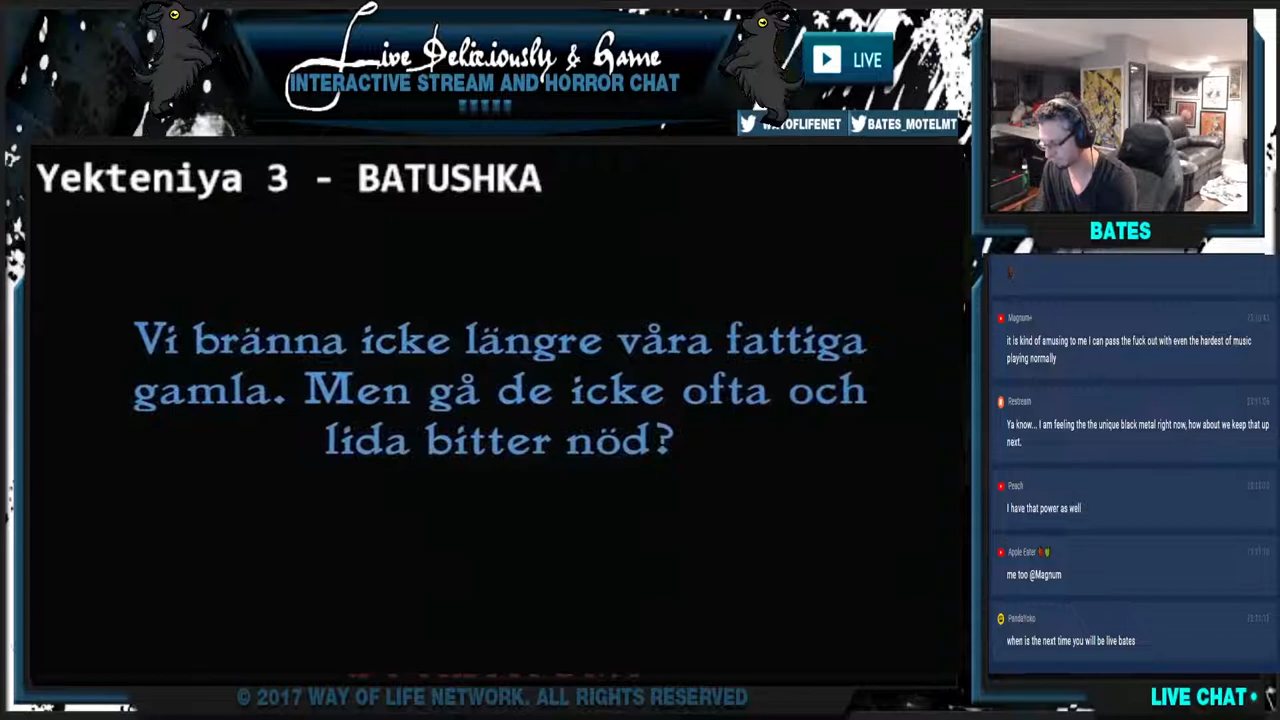 Live Deliciously & Game
INTERACTIVE STREAM AND HORROR CHAT
LIVE
WAYOFLIFENET
BATES_MOTELMT
Yekteniya 3 - BATUSHKA
Vi bränna icke längre våra fattiga
gamla. Men gå de icke ofta och
lida bitter nöd?
© 2017 WAY OF LIFE NETWORK. ALL RIGHTS RESERVED
BATES
Magnum
it is kind of amusing to me I can pass the fuck out with even the hardest of music
playing normally
Restream
Ya know... I am feeling the the unique black metal right now, how about we keep that up
next.
Peach
I have that power as well
Apple Eater
me too @Magnum
PandaYoko
when is the next time you will be live bates
LIVE CHAT